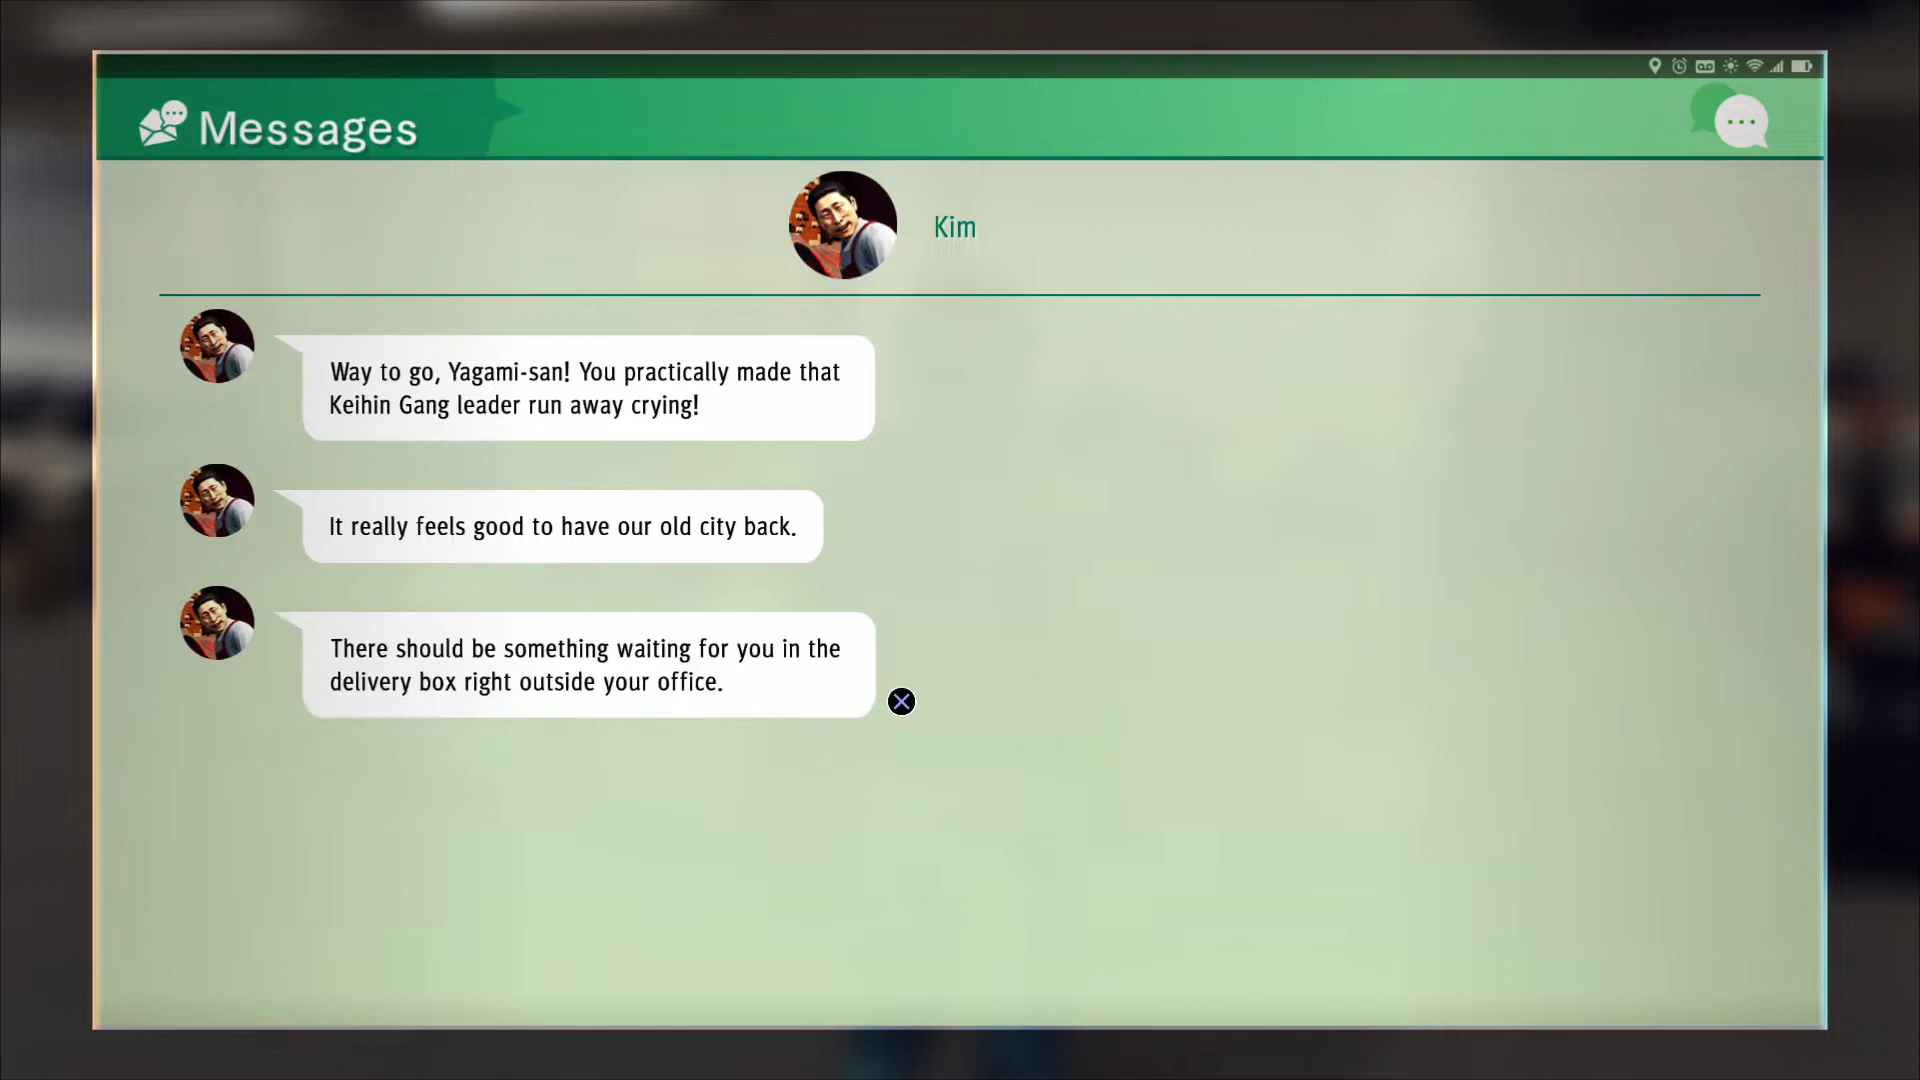 Messages
Kim
Way to go, Yagami-san! You practically made that
Keihin Gang leader run away crying!
It really feels good to have our old city back.
There should be something waiting for you in the
delivery box right outside your office.